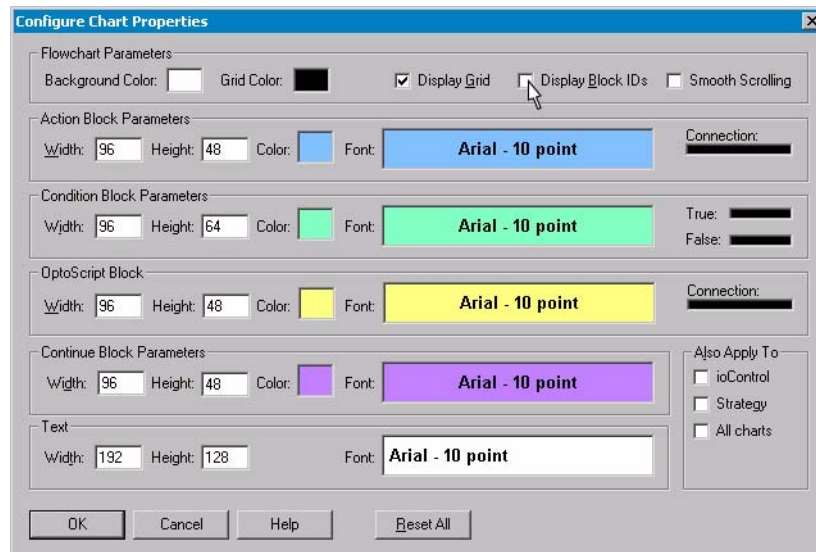 Configure Chart Properties
Flowchart Parameters
Background Color: Grid Color: Display Grid Display Block IDs Smooth Scrolling
Action Block Parameters
Width: 96 Height: 48 Color: Font: Arial - 10 point Connection:
Condition Block Parameters
Width: 96 Height: 64 Color: Font: Arial - 10 point True:
False:
OptoScript Block
Width: 96 Height: 48 Color: Font: Arial - 10 point Connection:
Continue Block Parameters
Width: 96 Height: 48 Color: Font: Arial - 10 point
Also Apply To
ioControl
Strategy
All charts
Text
Width: 192 Height: 128 Font: Arial - 10 point
OK Cancel Help Reset All